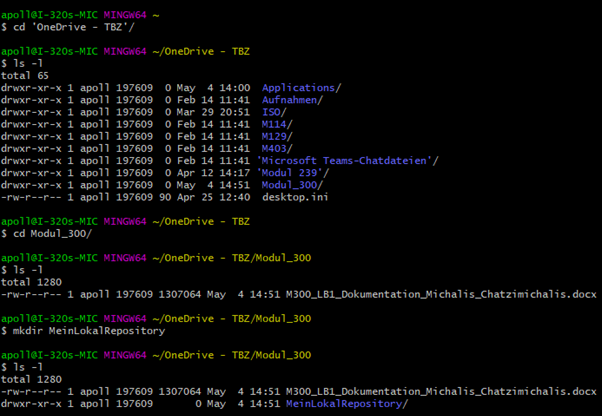 apoll@I-320s-MIC MINGW64 ~
$ cd 'OneDrive - TBZ'/
apoll@I-320s-MIC MINGW64 ~/OneDrive - TBZ
$ ls -l
total 65
drwxr-xr-x 1 apoll 197609  0 May  4 14:00  Applications/
drwxr-xr-x 1 apoll 197609  0 Feb 14 11:41  Aufnahmen/
drwxr-xr-x 1 apoll 197609  0 Mar 29 20:51  ISO/
drwxr-xr-x 1 apoll 197609  0 Feb 14 11:41  M114/
drwxr-xr-x 1 apoll 197609  0 Feb 14 11:41  M129/
drwxr-xr-x 1 apoll 197609  0 Feb 14 11:41  M403/
drwxr-xr-x 1 apoll 197609  0 Feb 14 11:41 'Microsoft Teams-Chatdateien'/
drwxr-xr-x 1 apoll 197609  0 Apr 12 14:17 'Modul 239'/
drwxr-xr-x 1 apoll 197609  0 May  4 14:51  Modul_300/
-rw-r--r-- 1 apoll 197609 90 Apr 25 12:40  desktop.ini
apoll@I-320s-MIC MINGW64 ~/OneDrive - TBZ
$ cd Modul_300/
apoll@I-320s-MIC MINGW64 ~/OneDrive - TBZ/Modul_300
$ ls -l
total 1280
-rw-r--r-- 1 apoll 197609 1307064 May  4 14:51 M300_LB1_Dokumentation_Michalis_Chatzimichalis.docx
apoll@I-320s-MIC MINGW64 ~/OneDrive - TBZ/Modul_300
$ mkdir MeinLokalRepository
apoll@I-320s-MIC MINGW64 ~/OneDrive - TBZ/Modul_300
$ ls -l
total 1280
-rw-r--r-- 1 apoll 197609 1307064 May  4 14:51 M300_LB1_Dokumentation_Michalis_Chatzimichalis.docx
drwxr-xr-x 1 apoll 197609       0 May  4 14:51 MeinLokalRepository/